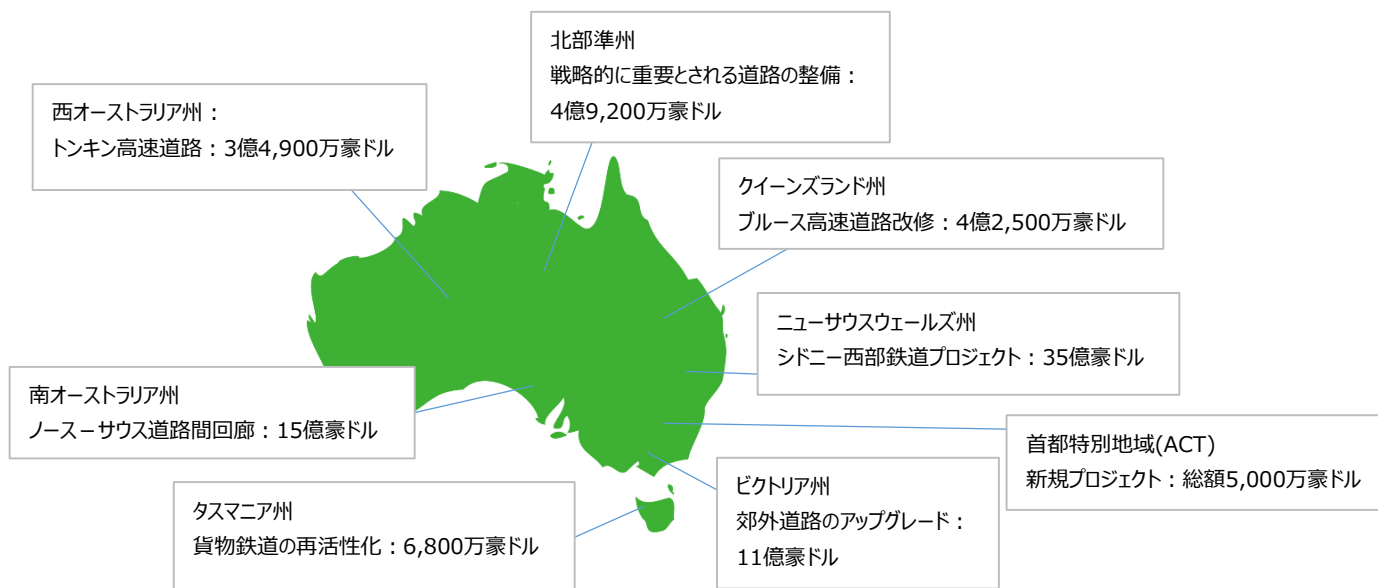 北部準州
戦略的に重要とされる道路の整備：
4億9,200万豪ドル
西オーストラリア州：
トンキン高速道路：3億4,900万豪ドル
クイーンズランド州
ブルース高速道路改修：4億2,500万豪ドル
ニューサウスウェールズ州
シドニー西部鉄道プロジェクト：35億豪ドル
南オーストラリア州
ノース－サウス道路間回廊：15億豪ドル
首都特別地域(ACT)
新規プロジェクト：総額5,000万豪ドル
ビクトリア州
郊外道路のアップグレード：
11億豪ドル
タスマニア州
貨物鉄道の再活性化：6,800万豪ドル